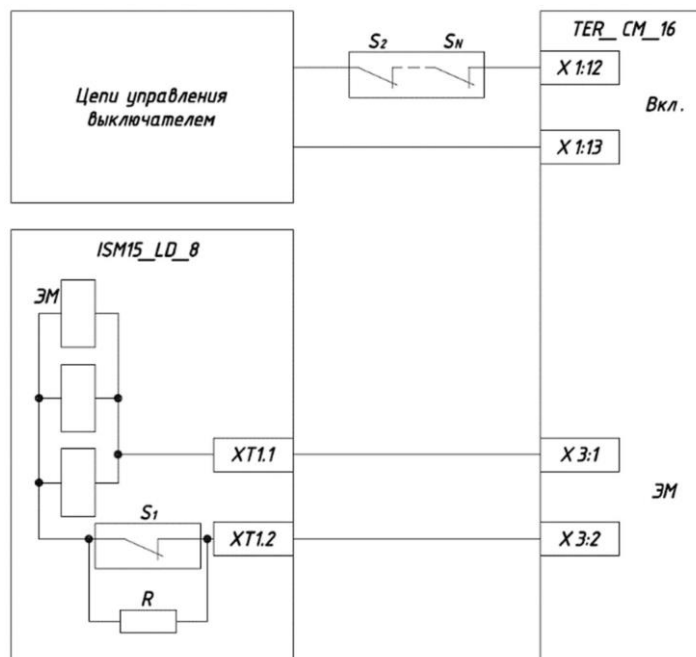 TER_ CM_16
S2 SN
X 1:12
Цепи управления
выключателем
Вкл.
X 1:13
ISM15_LD_8
ЭМ
XT1.1
X 3:1
ЭМ
S1
XT1.2
X 3:2
R